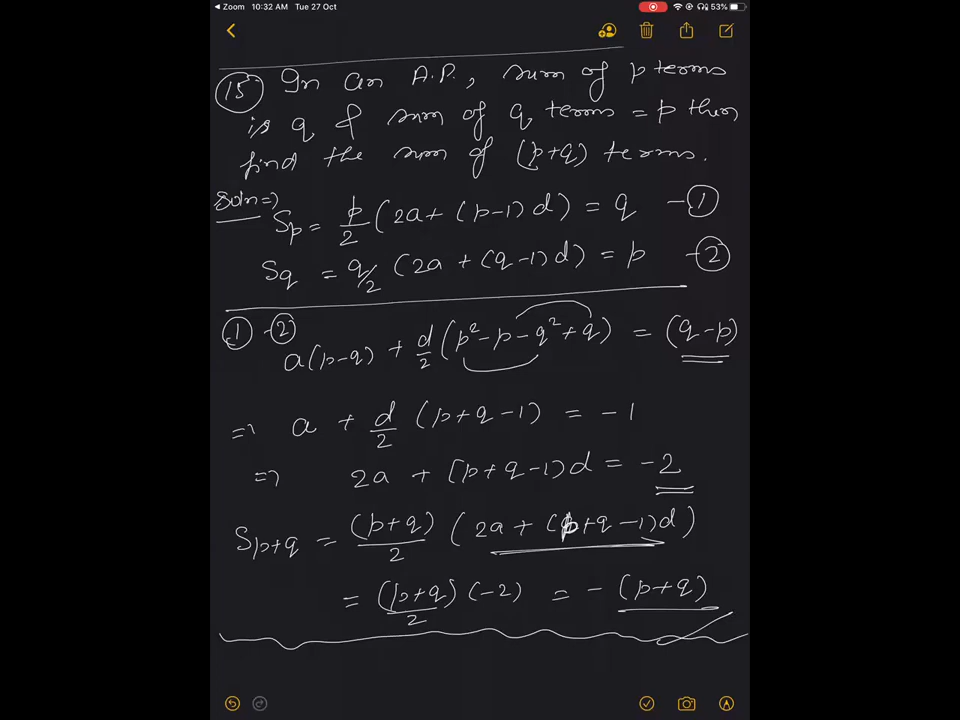 Zoom 10:32 AM Tue 27 Oct 53%
15 In an A.P., sum of p terms
is q & sum of q terms = p then
find the sum of (p+q) terms.
Soln => Sp = p/2 (2a + (p-1)d) = q - 1
Sq = q/2 (2a + (q-1)d) = p - 2
1 - 2 a(p-q) + d/2 (p² - p - q² + q) = (q-p)
=> a + d/2 (p+q-1) = -1
=> 2a + (p+q-1)d = -2
Sp+q = (p+q)/2 (2a + (p+q-1)d)
= (p+q)/2 (-2) = - (p+q)